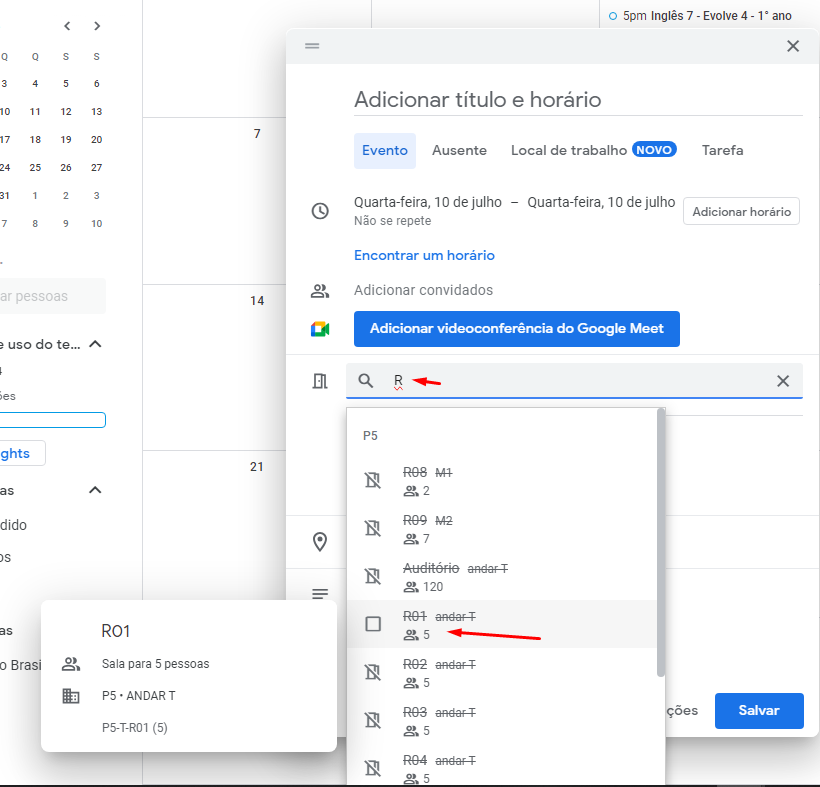 5pm Inglês 7 - Evolve 4 - 1° ano
Q Q S S
3 4 5 6
10 11 12 13
17 18 19 20
24 25 26 27
31 1 2 3
7 8 9 10
ar pessoas
e uso do te...
4
ões
ghts
as
dido
os
as
o Brasi
7
14
21
Adicionar título e horário
Evento Ausente Local de trabalho NOVO Tarefa
Quarta-feira, 10 de julho – Quarta-feira, 10 de julho
Adicionar horário
Não se repete
Encontrar um horário
Adicionar convidados
Adicionar videoconferência do Google Meet
R
P5
R08 M1
2
R09 M2
7
Auditório andar T
120
R01 andar T
5
R02 andar T
5
R03 andar T
5
R04 andar T
5
R01
Sala para 5 pessoas
P5 • ANDAR T
P5-T-R01 (5)
ções
Salvar